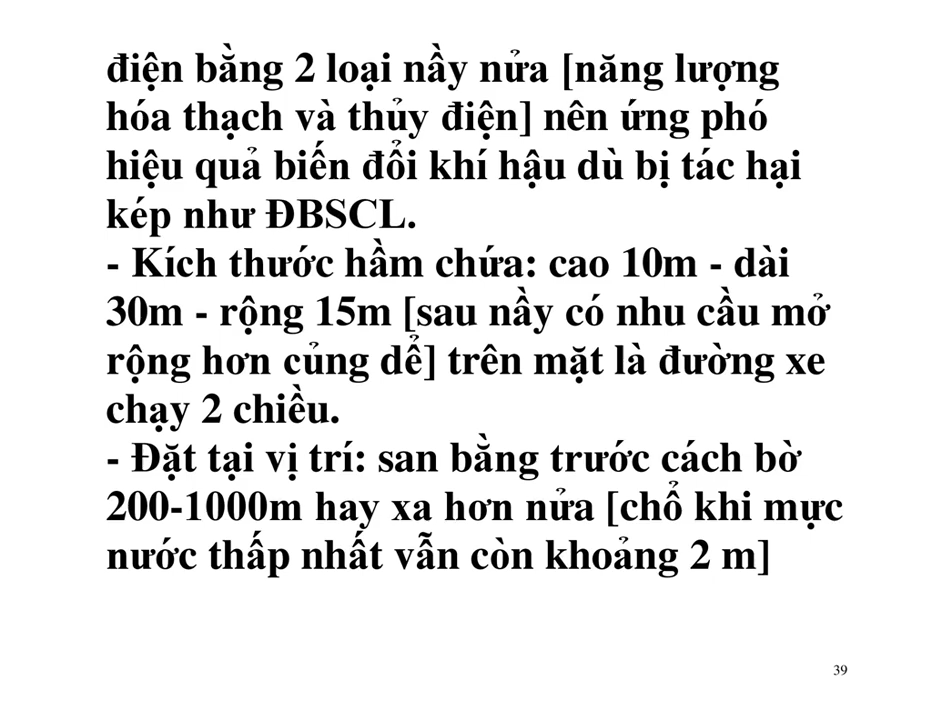 điện bằng 2 loại nầy nửa [năng lượng
hóa thạch và thủy điện] nên ứng phó
hiệu quả biến đổi khí hậu dù bị tác hại
kép như ĐBSCL.
- Kích thước hầm chứa: cao 10m - dài
30m - rộng 15m [sau nầy có nhu cầu mở
rộng hơn củng dể] trên mặt là đường xe
chạy 2 chiều.
- Đặt tại vị trí: san bằng trước cách bờ
200-1000m hay xa hơn nửa [chổ khi mực
nước thấp nhất vẫn còn khoảng 2 m]
39